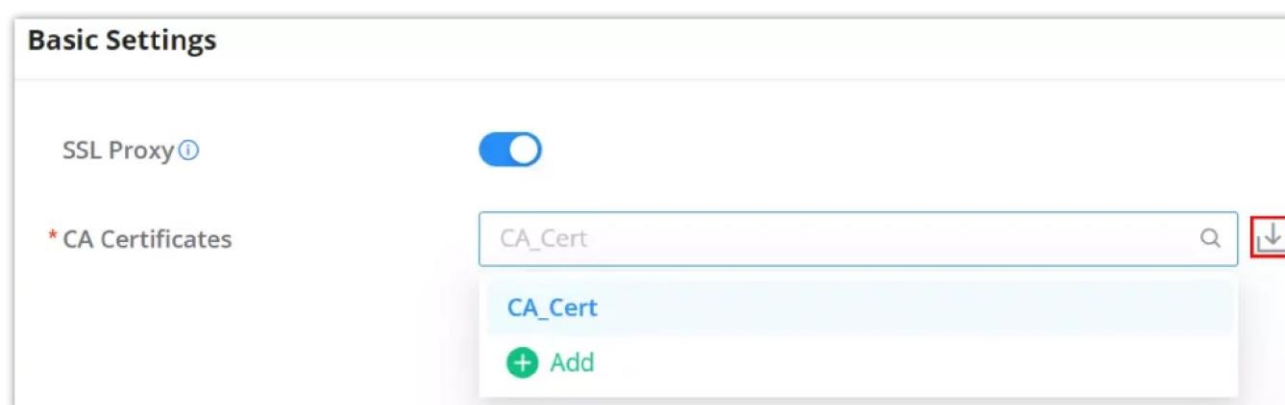 Basic Settings
SSL Proxy
* CA Certificates
CA_Cert
CA_Cert
Add